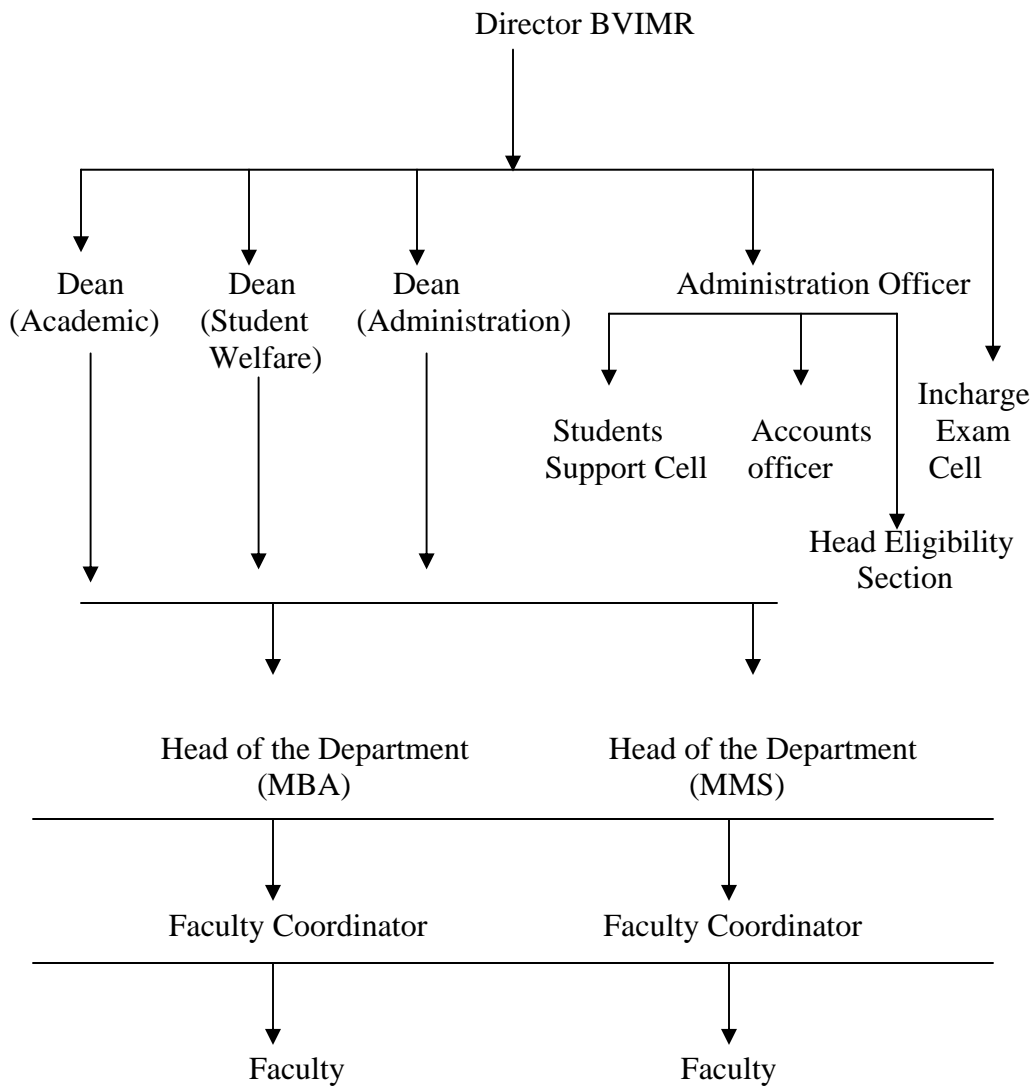 Director BVIMR
Dean
(Academic)
Dean
(Student
Welfare)
Dean
(Administration)
Administration Officer
Students
Support Cell
Accounts
officer
Incharge
Exam
Cell
Head Eligibility
Section
Head of the Department
(MBA)
Head of the Department
(MMS)
Faculty Coordinator
Faculty Coordinator
Faculty
Faculty